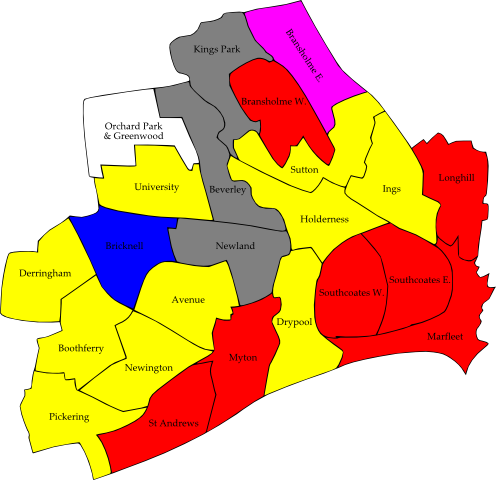 Kings Park
Bransholme E.
Bransholme W.
Orchard Park
& Greenwood
Longhill
Sutton
University
Ings
Beverley
Holderness
Bricknell
Newland
Derringham
Southcoates E
Southcoates W.
Avenue
Drypool
Marfleet
Boothferry
Myton
Newington
Pickering
St Andrews